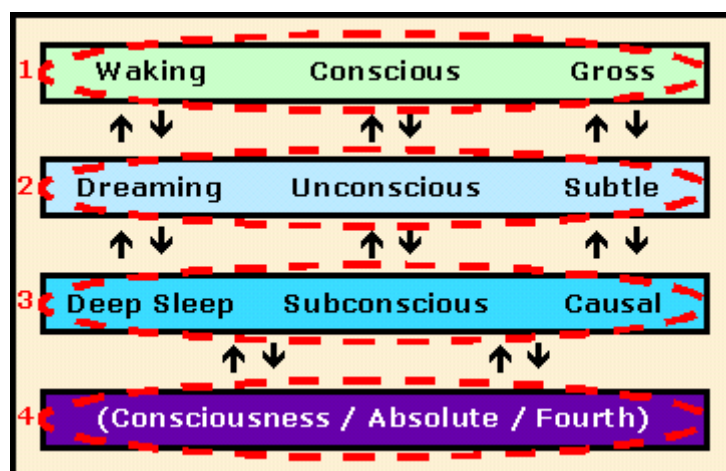 1 Waking Conscious Gross
2 Dreaming Unconscious Subtle
3 Deep Sleep Subconscious Causal
4 (Consciousness / Absolute / Fourth)